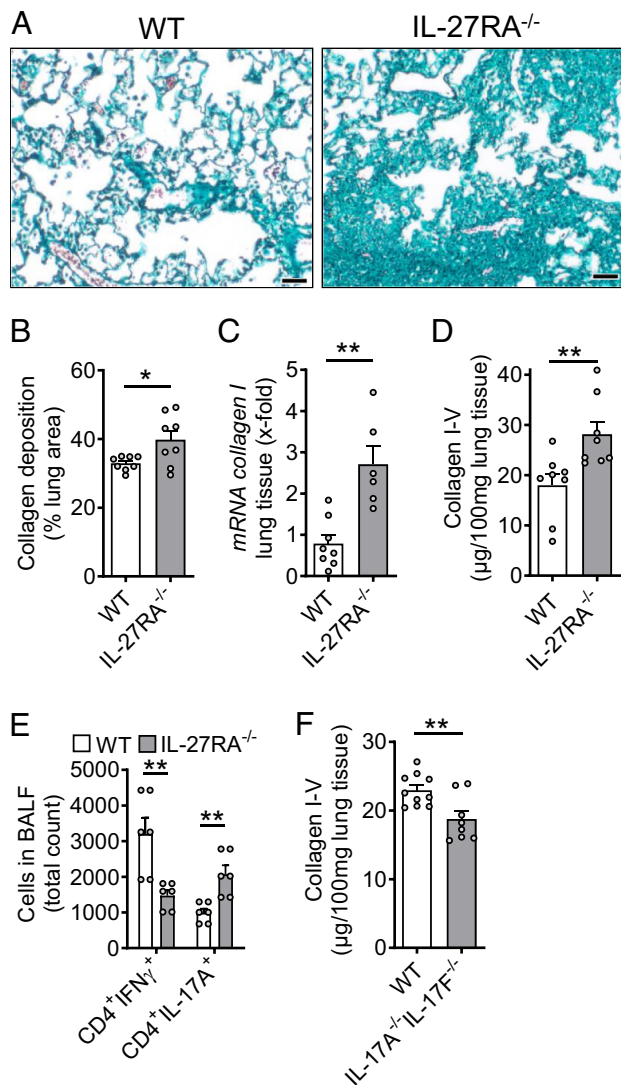 A
WT
IL-27RA⁻/⁻
B
Collagen deposition
(% lung area)
60
40
20
0
*
WT
IL-27RA⁻/⁻
C
mRNA collagen I
lung tissue (x-fold)
5
4
3
2
1
0
**
WT
IL-27RA⁻/⁻
D
Collagen I-V
(µg/100mg lung tissue)
40
30
20
10
0
**
WT
IL-27RA⁻/⁻
E
WT
IL-27RA⁻/⁻
Cells in BALF
(total count)
5000
4000
3000
2000
1000
0
**
**
CD4⁺IFNγ⁺
CD4⁺IL-17A⁺
F
Collagen I-V
(µg/100mg lung tissue)
30
20
10
0
**
WT
IL-17A⁻/⁻IL-17F⁻/⁻